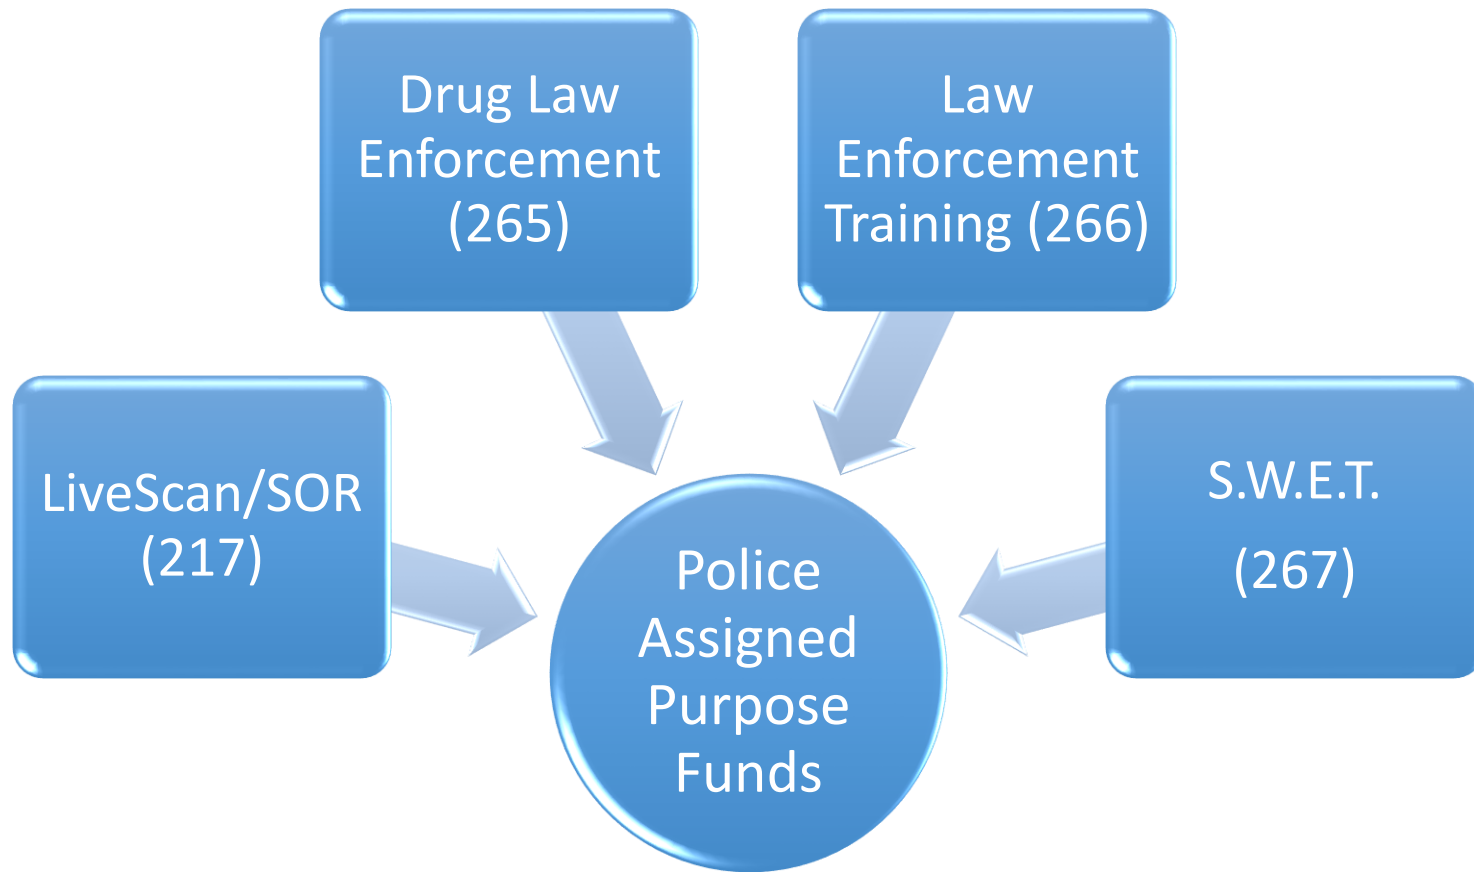 Drug Law
Enforcement
(265)
Law
Enforcement
Training (266)
LiveScan/SOR
(217)
S.W.E.T.
(267)
Police
Assigned
Purpose
Funds